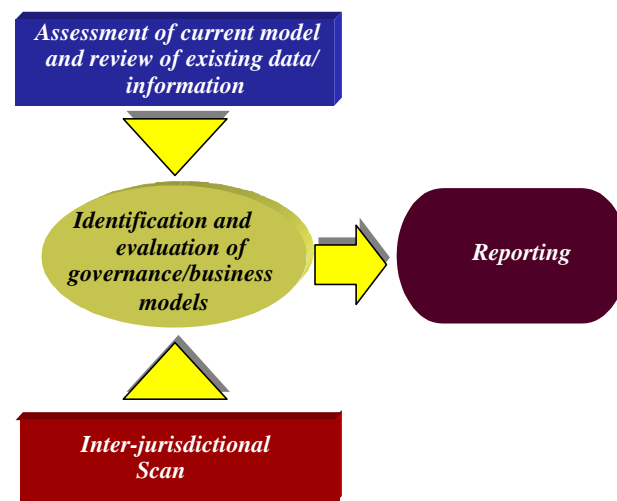 Assessment of current model
and review of existing data/
information
Identification and
evaluation of
governance/business
models
Reporting
Inter-jurisdictional
Scan